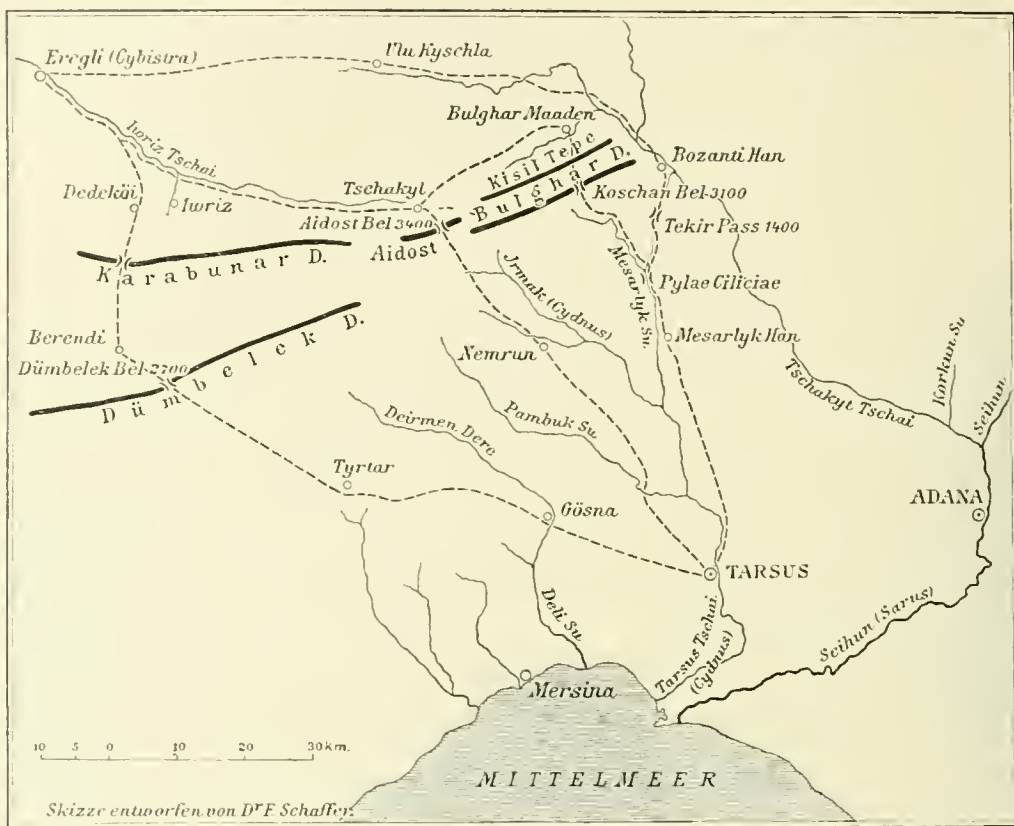 Eregli (Cybistra)
Ulu Kyschla
Bulghar Maaden
Iwriz Tschai
Kisil Tepe
Bulghar D.
Bozanti Han
Dedeköi
Iwriz
Tschakyl
Koschan Bel-3100
Aidost Bel 3400
Aidost
Tekir Pass 1400
Karabunar D.
Jrmak (Cydnus)
Mesarlyk Su.
Pylae Ciliciae
Berendi
Dümbelek Bel-2700
Dümbelek D.
Nemrun
Mesarlyk Han
Tschakyt Tschai
Korkun Su
Seihun
Deirmen Dere
Pambuk Su
Tyrtar
Gösna
ADANA
TARSUS
Deli Su
Tarsus Tschai.
(Cydnus)
Seihun (Sarus)
Mersina
10 5 0 10 20 30 km.
MITTELMEER
Skizze entworfen von Dr F. Schaffer.